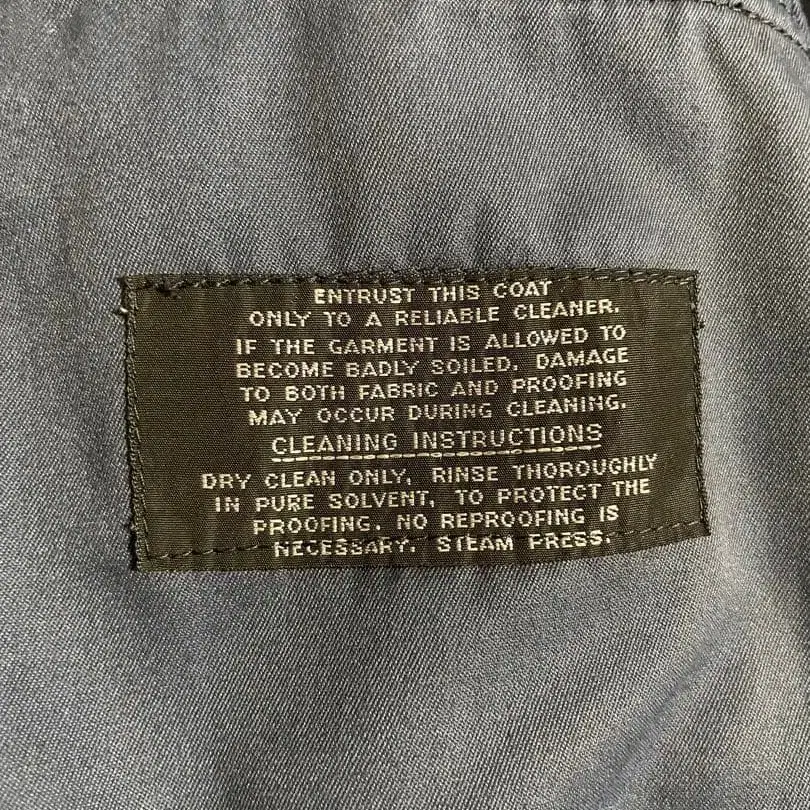 ENTRUST THIS COAT
ONLY TO A RELIABLE CLEANER.
IF THE GARMENT IS ALLOWED TO
BECOME BADLY SOILED, DAMAGE
TO BOTH FABRIC AND PROOFING
MAY OCCUR DURING CLEANING.
CLEANING INSTRUCTIONS
DRY CLEAN ONLY, RINSE THOROUGHLY
IN PURE SOLVENT, TO PROTECT THE
PROOFING. NO REPROOFING IS
NECESSARY. STEAM PRESS.